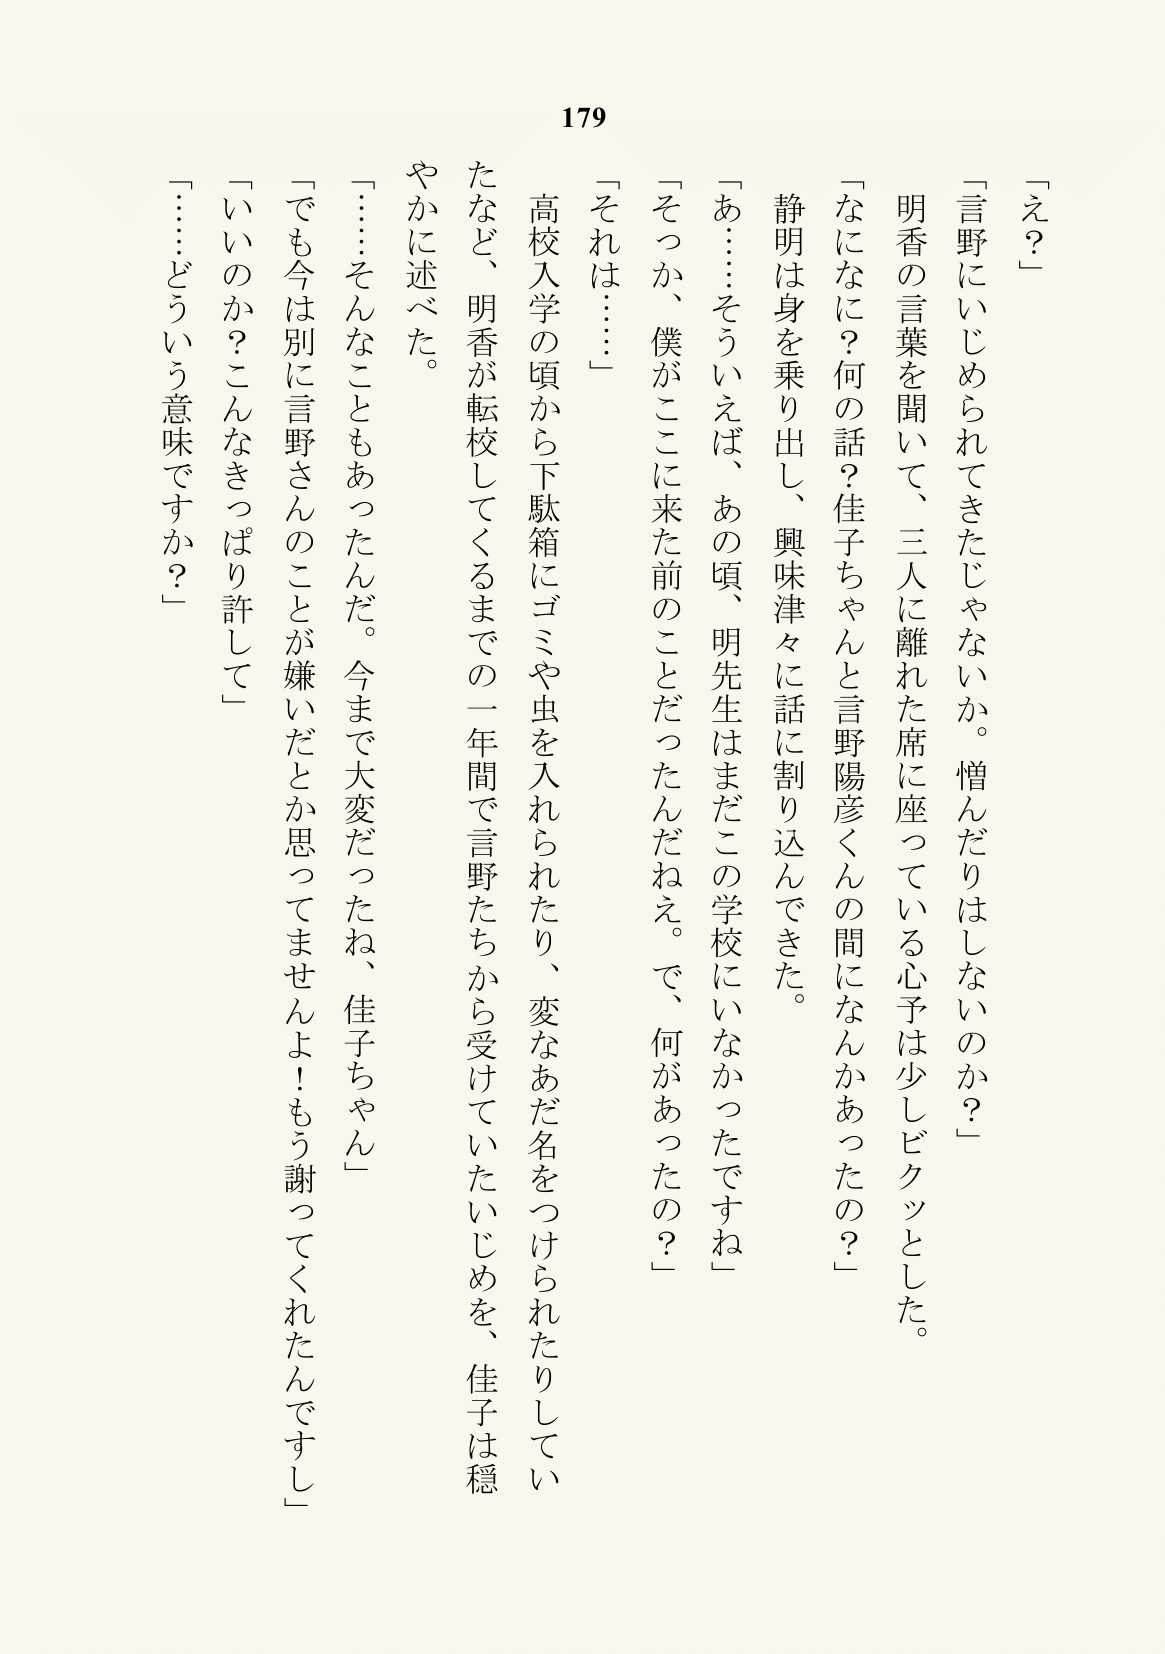 179
「え？」
「言野にいじめられてきたじゃないか。憎んだりはしないのか？」
明香の言葉を聞いて、三人に離れた席に座っている心予は少しビクッとした。
「なになに？何の話？佳子ちゃんと言野陽彦くんの間になんかあったの？」
静明は身を乗り出し、興味津々に話に割り込んできた。
「あ……そういえば、あの頃、明先生はまだこの学校にいなかったですね」
「そっか、僕がここに来た前のことだったんだねえ。で、何があったの？」
「それは……」
高校入学の頃から下駄箱にゴミや虫を入れられたり、変なあだ名をつけられたりしてい
たなど、明香が転校してくるまでの一年間で言野たちから受けていたいじめを、佳子は穏
やかに述べた。
「……そんなこともあったんだ。今まで大変だったね、佳子ちゃん」
「でも今は別に言野さんのことが嫌いだとか思ってませんよ！もう謝ってくれたんですし」
「いいのか？こんなきっぱり許して」
「……どういう意味ですか？」